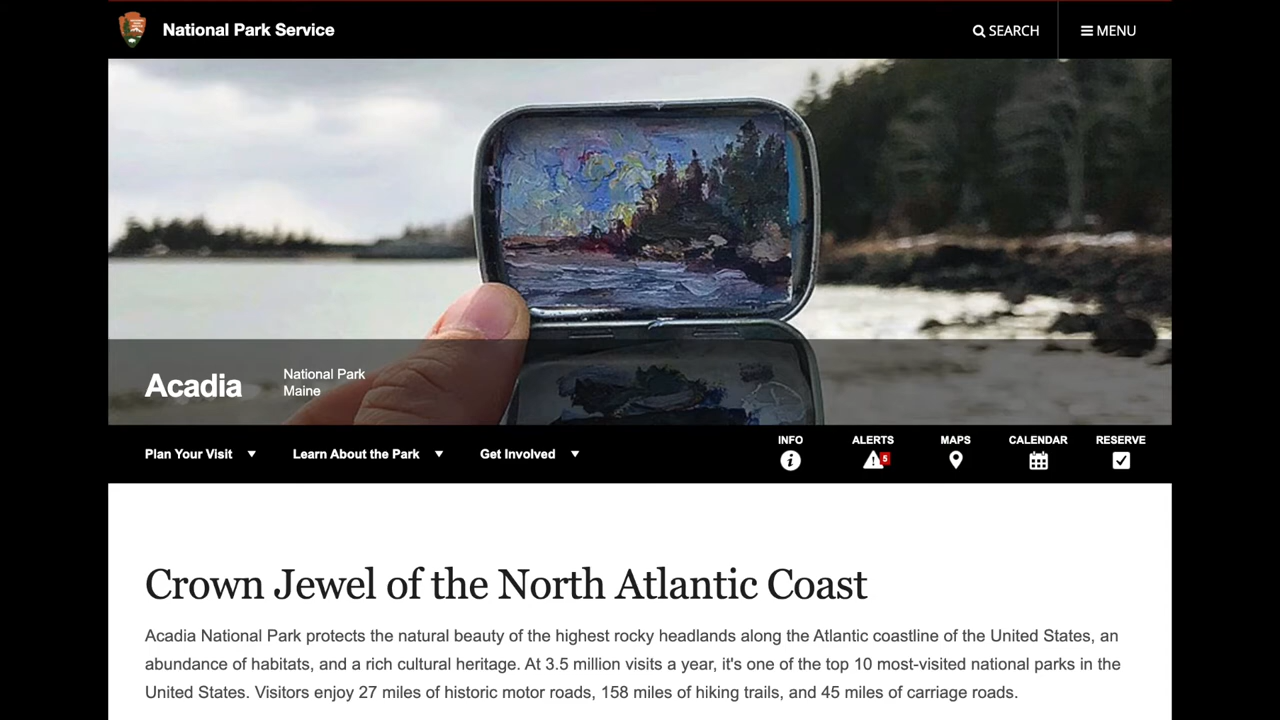 National Park Service
SEARCH
MENU
Acadia
National Park
Maine
Plan Your Visit
Learn About the Park
Get Involved
INFO
ALERTS
5
MAPS
CALENDAR
RESERVE
Crown Jewel of the North Atlantic Coast
Acadia National Park protects the natural beauty of the highest rocky headlands along the Atlantic coastline of the United States, an
abundance of habitats, and a rich cultural heritage. At 3.5 million visits a year, it's one of the top 10 most-visited national parks in the
United States. Visitors enjoy 27 miles of historic motor roads, 158 miles of hiking trails, and 45 miles of carriage roads.